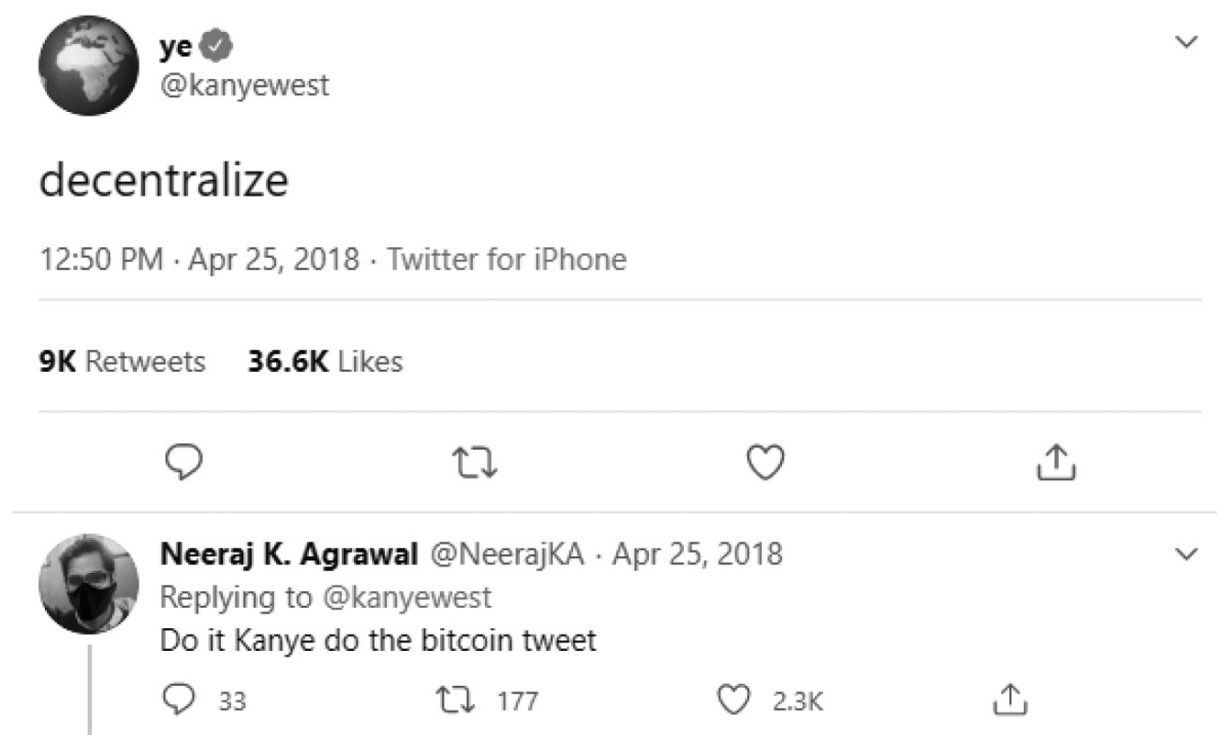 ye
@kanyewest
decentralize
12:50 PM · Apr 25, 2018 · Twitter for iPhone
9K Retweets 36.6K Likes
Neeraj K. Agrawal @NeerajKA · Apr 25, 2018
Replying to @kanyewest
Do it Kanye do the bitcoin tweet
33 177 2.3K